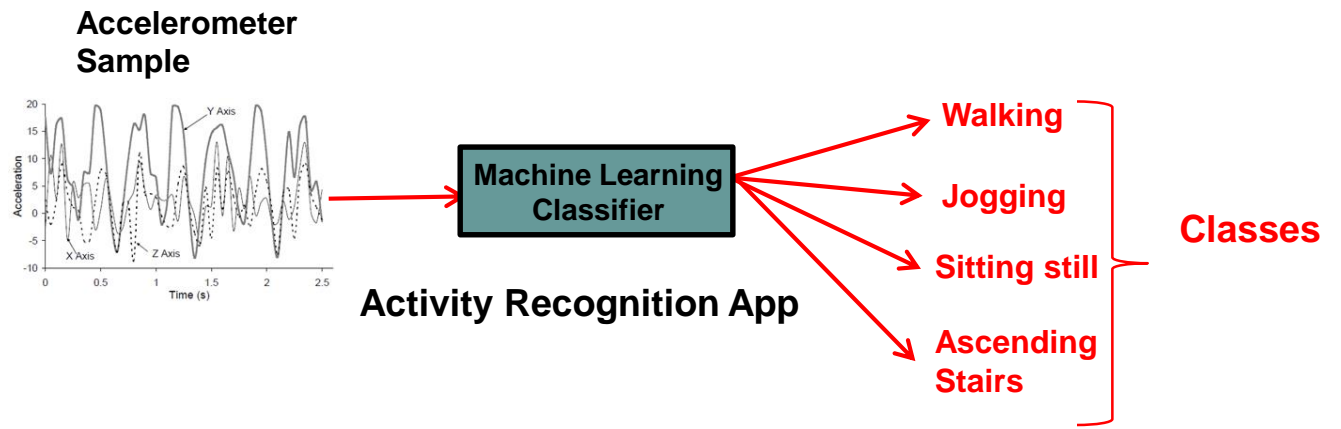 Accelerometer
Sample
20
15
10
5
0
-5
-10
Acceleration
Y Axis
X Axis
Z Axis
0
0.5
1
1.5
2
2.5
Time (s)
Machine Learning
Classifier
Activity Recognition App
Walking
Jogging
Sitting still
Ascending
Stairs
Classes